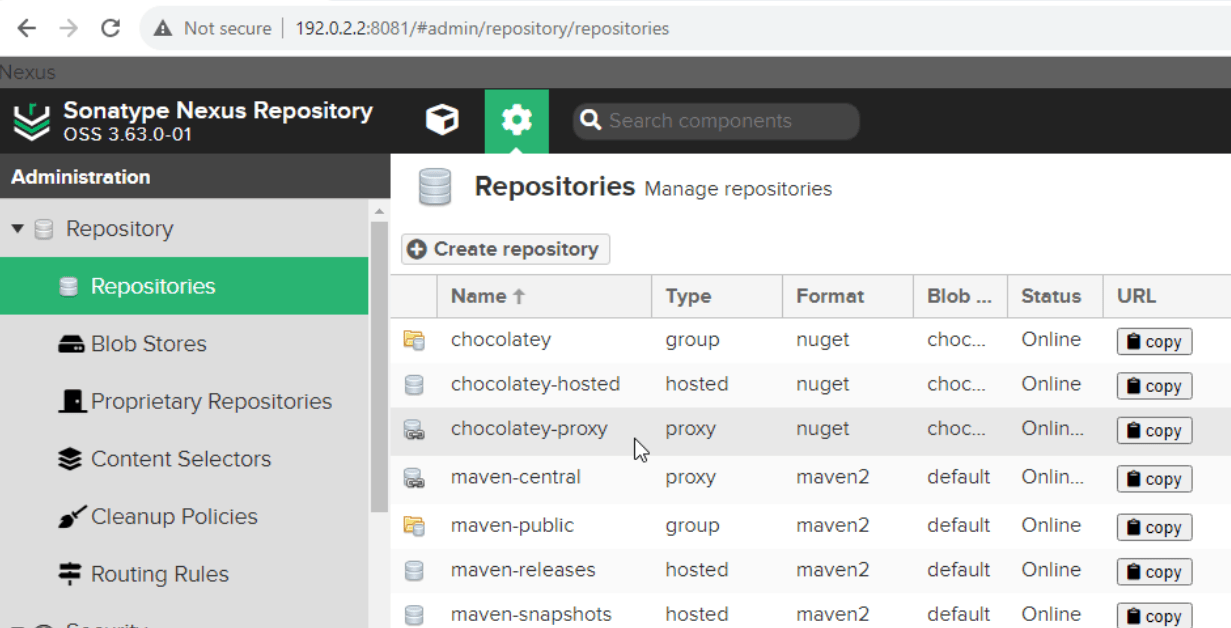 Not secure 192.0.2.2:8081/#admin/repository/repositories
Nexus
Sonatype Nexus Repository
OSS 3.63.0-01
Search components
Administration
Repositories Manage repositories
Repository
Repositories
Blob Stores
Proprietary Repositories
Content Selectors
Cleanup Policies
Routing Rules
Security
Create repository
Name Type Format Blob ... Status URL
chocolatey group nuget choc... Online copy
chocolatey-hosted hosted nuget choc... Online copy
chocolatey-proxy proxy nuget choc... Onlin... copy
maven-central proxy maven2 default Onlin... copy
maven-public group maven2 default Online copy
maven-releases hosted maven2 default Online copy
maven-snapshots hosted maven2 default Online copy